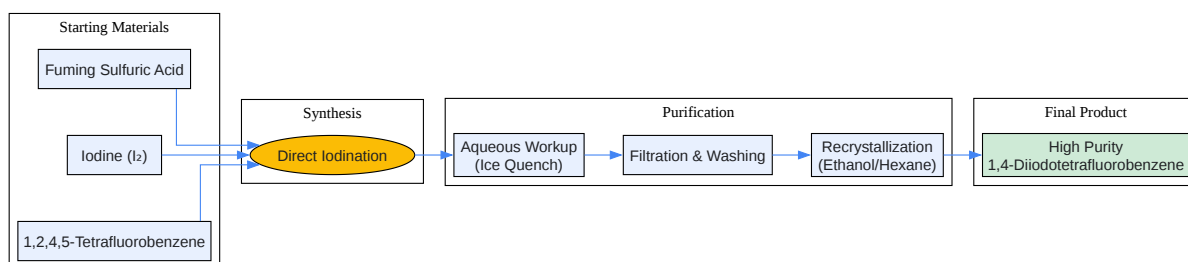 Starting Materials
Fuming Sulfuric Acid
Iodine (I₂)
1,2,4,5-Tetrafluorobenzene
Synthesis
Direct Iodination
Purification
Aqueous Workup
(Ice Quench)
Filtration & Washing
Recrystallization
(Ethanol/Hexane)
Final Product
High Purity
1,4-Diiodotetrafluorobenzene